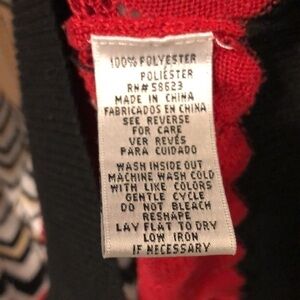 100% POLYESTER
POLIÉSTER
RN# 58623
MADE IN CHINA
FABRICADOS EN CHINA
SEE REVERSE
FOR CARE
VER REVÉS
PARA CUIDADO
WASH INSIDE OUT
MACHINE WASH COLD
WITH LIKE COLORS
GENTLE CYCLE
DO NOT BLEACH
RESHAPE
LAY FLAT TO DRY
LOW IRON
IF NECESSARY